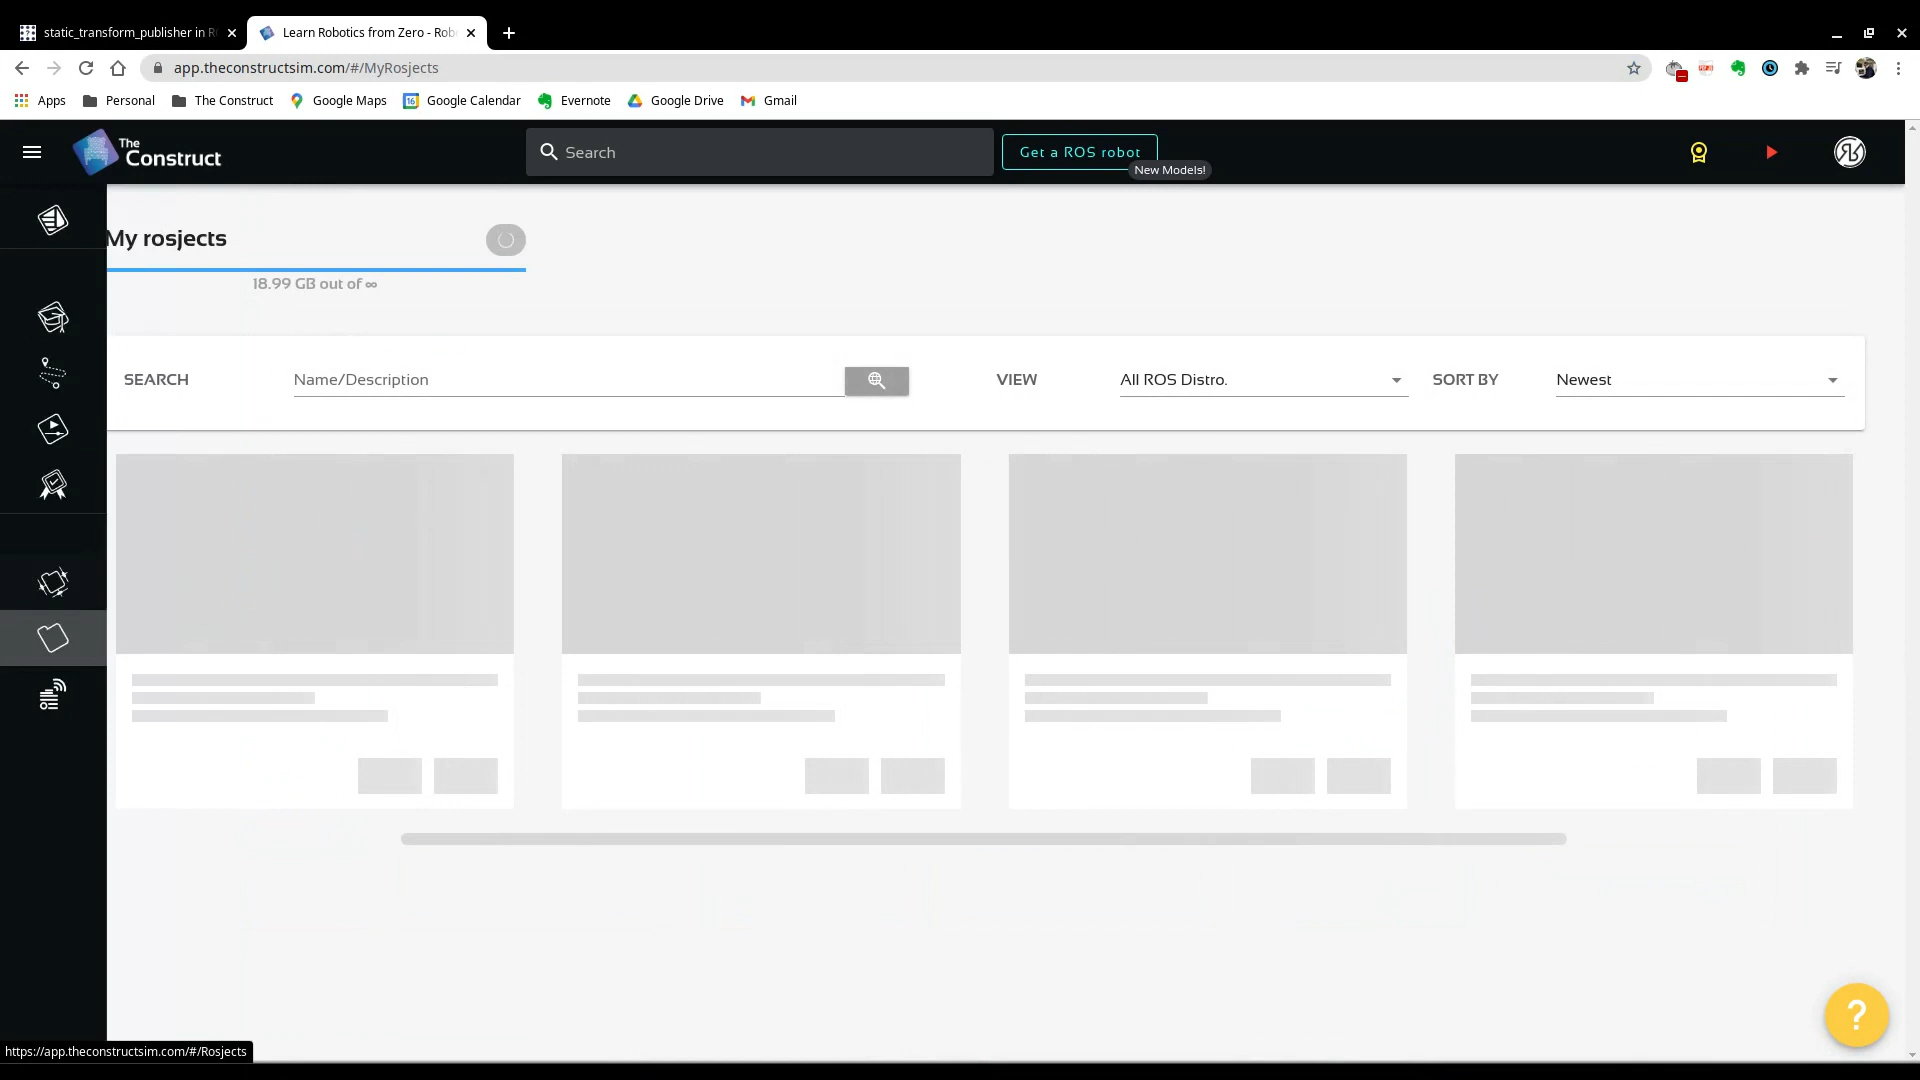 static_transform_publisher in R
Learn Robotics from Zero - Rob
app.theconstructsim.com/#/MyRosjects
Apps
Personal
The Construct
Google Maps
16
Google Calendar
Evernote
Google Drive
Gmail
The
Construct
Search
Get a ROS robot
New Models!
My rosjects
18.99 GB out of ∞
SEARCH
Name/Description
VIEW
All ROS Distro.
SORT BY
Newest
?
https://app.theconstructsim.com/#/Rosjects